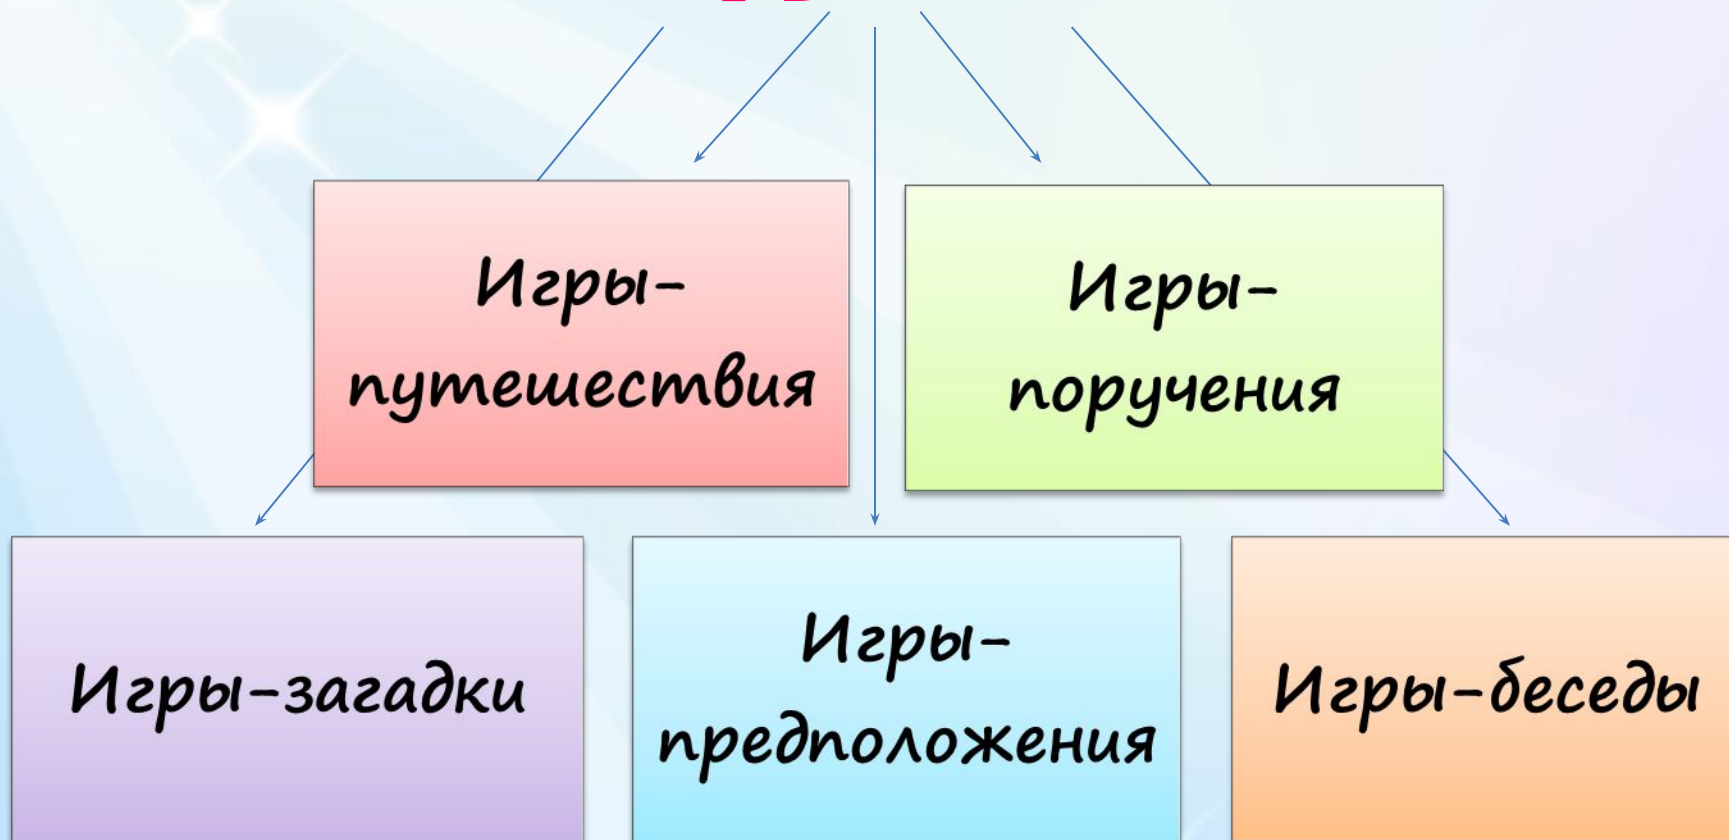 Игры-
путешествия
Игры-
поручения
Игры-загадки
Игры-
предположения
Игры-беседы